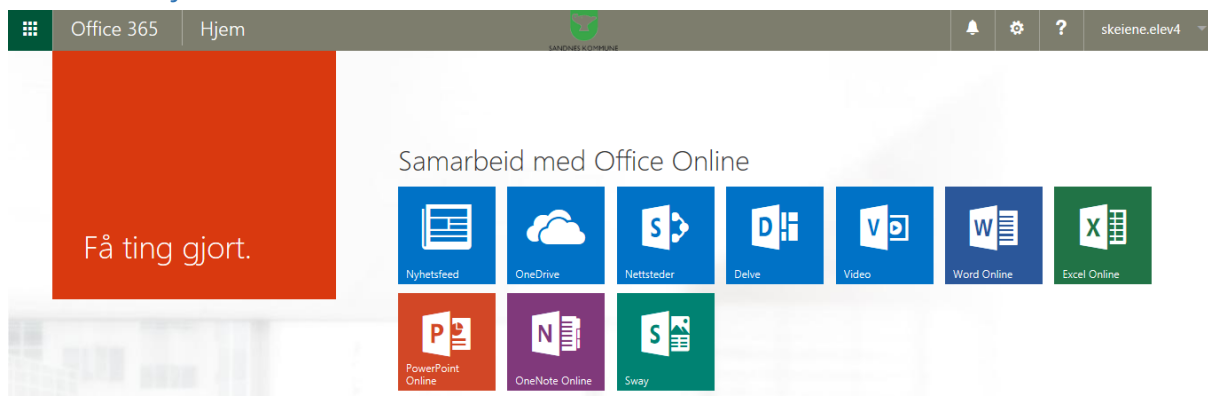 Office 365
Hjem
SANDNES KOMMUNE
?
skeiene.elev4
Få ting gjort.
Samarbeid med Office Online
Nyhetsfeed
OneDrive
S
Nettsteder
D
Delve
V
Video
W
Word Online
X
Excel Online
P
PowerPoint
Online
N
OneNote Online
S
Sway